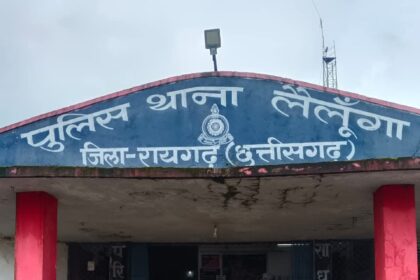 पुलिस थाना लैलूँगा
जिला-रायगढ़ (छत्तीसगढ़)